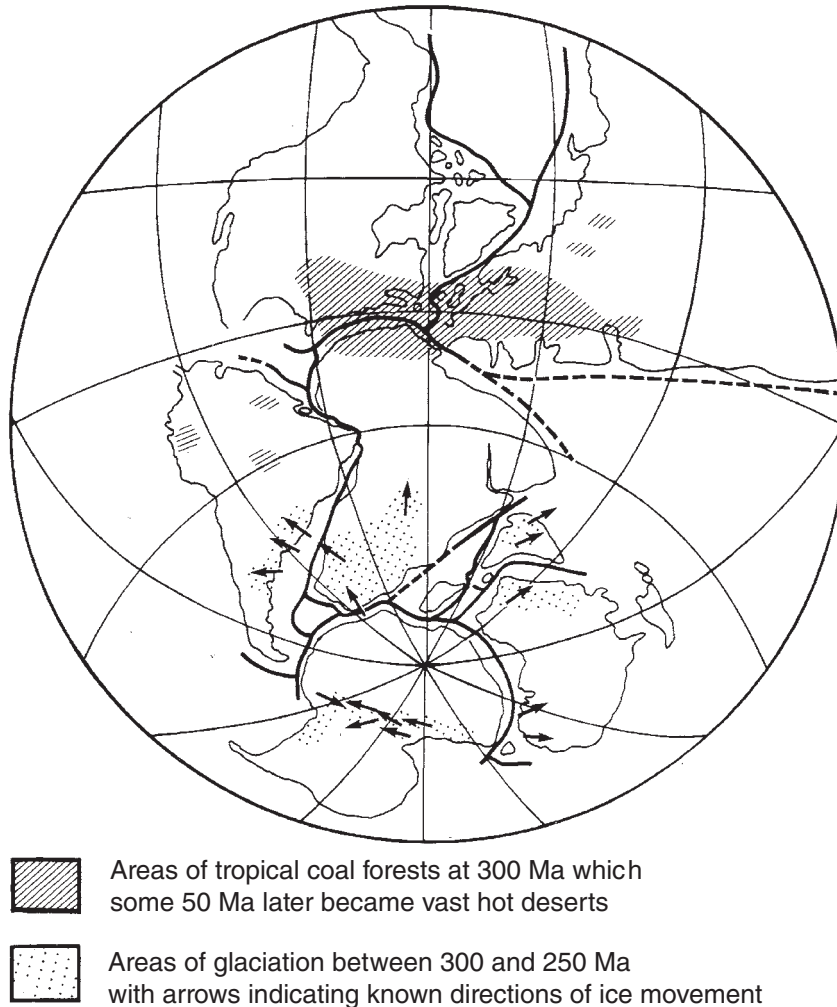 Areas of tropical coal forests at 300 Ma which
some 50 Ma later became vast hot deserts
Areas of glaciation between 300 and 250 Ma
with arrows indicating known directions of ice movement